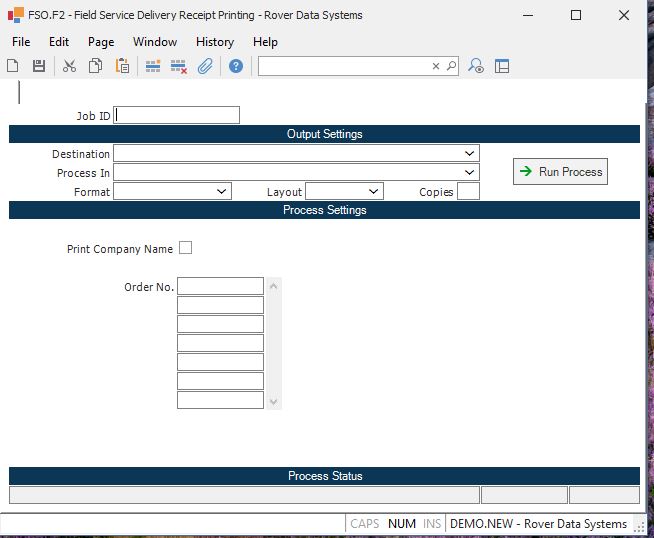 FSO.F2 - Field Service Delivery Receipt Printing - Rover Data Systems
File Edit Page Window History Help
Job ID
Output Settings
Destination
Process In
Run Process
Format Layout Copies
Process Settings
Print Company Name
Order No.
Process Status
CAPS NUM INS DEMO.NEW - Rover Data Systems